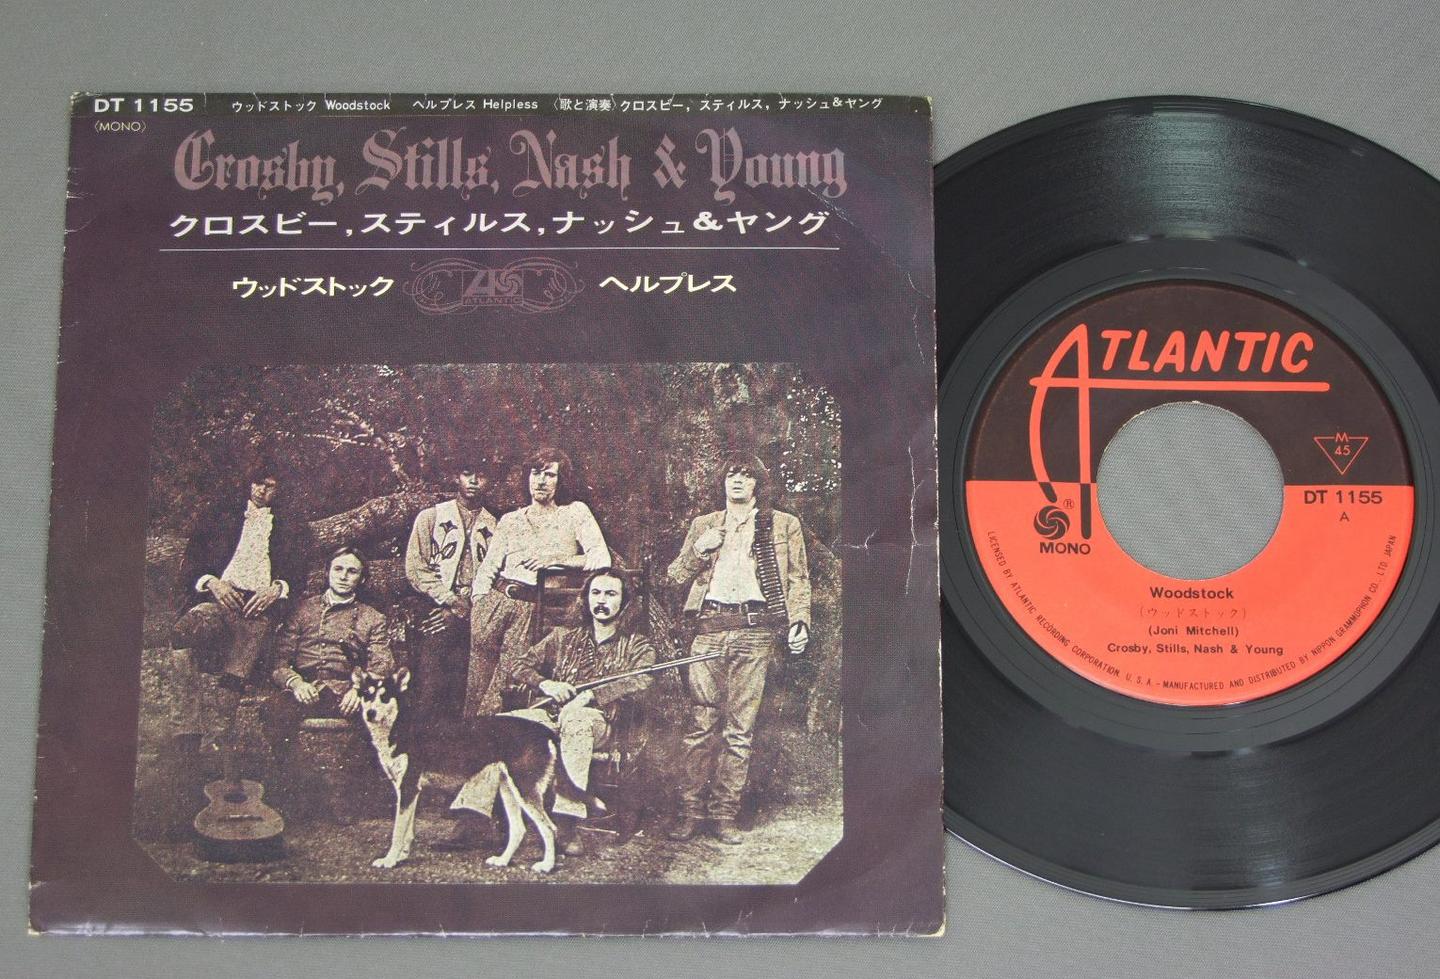 DT 1155 ウッドストック Woodstock ヘルプレス Helpless 〈歌と演奏〉クロスビー, スティルス, ナッシュ&ヤング
〈MONO〉
Crosby, Stills, Nash & Young
クロスビー,スティルス,ナッシュ&ヤング
ウッドストック ATLANTIC ヘルプレス
ATLANTIC
M
45
DT 1155
A
®
MONO
Woodstock
(ウッドストック)
(Joni Mitchell)
Crosby, Stills, Nash & Young
LICENSED BY ATLANTIC RECORDING CORPORATION, U. S. A. - MANUFACTURED AND DISTRIBUTED BY NIPPON GRAMMOPHON CO., LTD. JAPAN